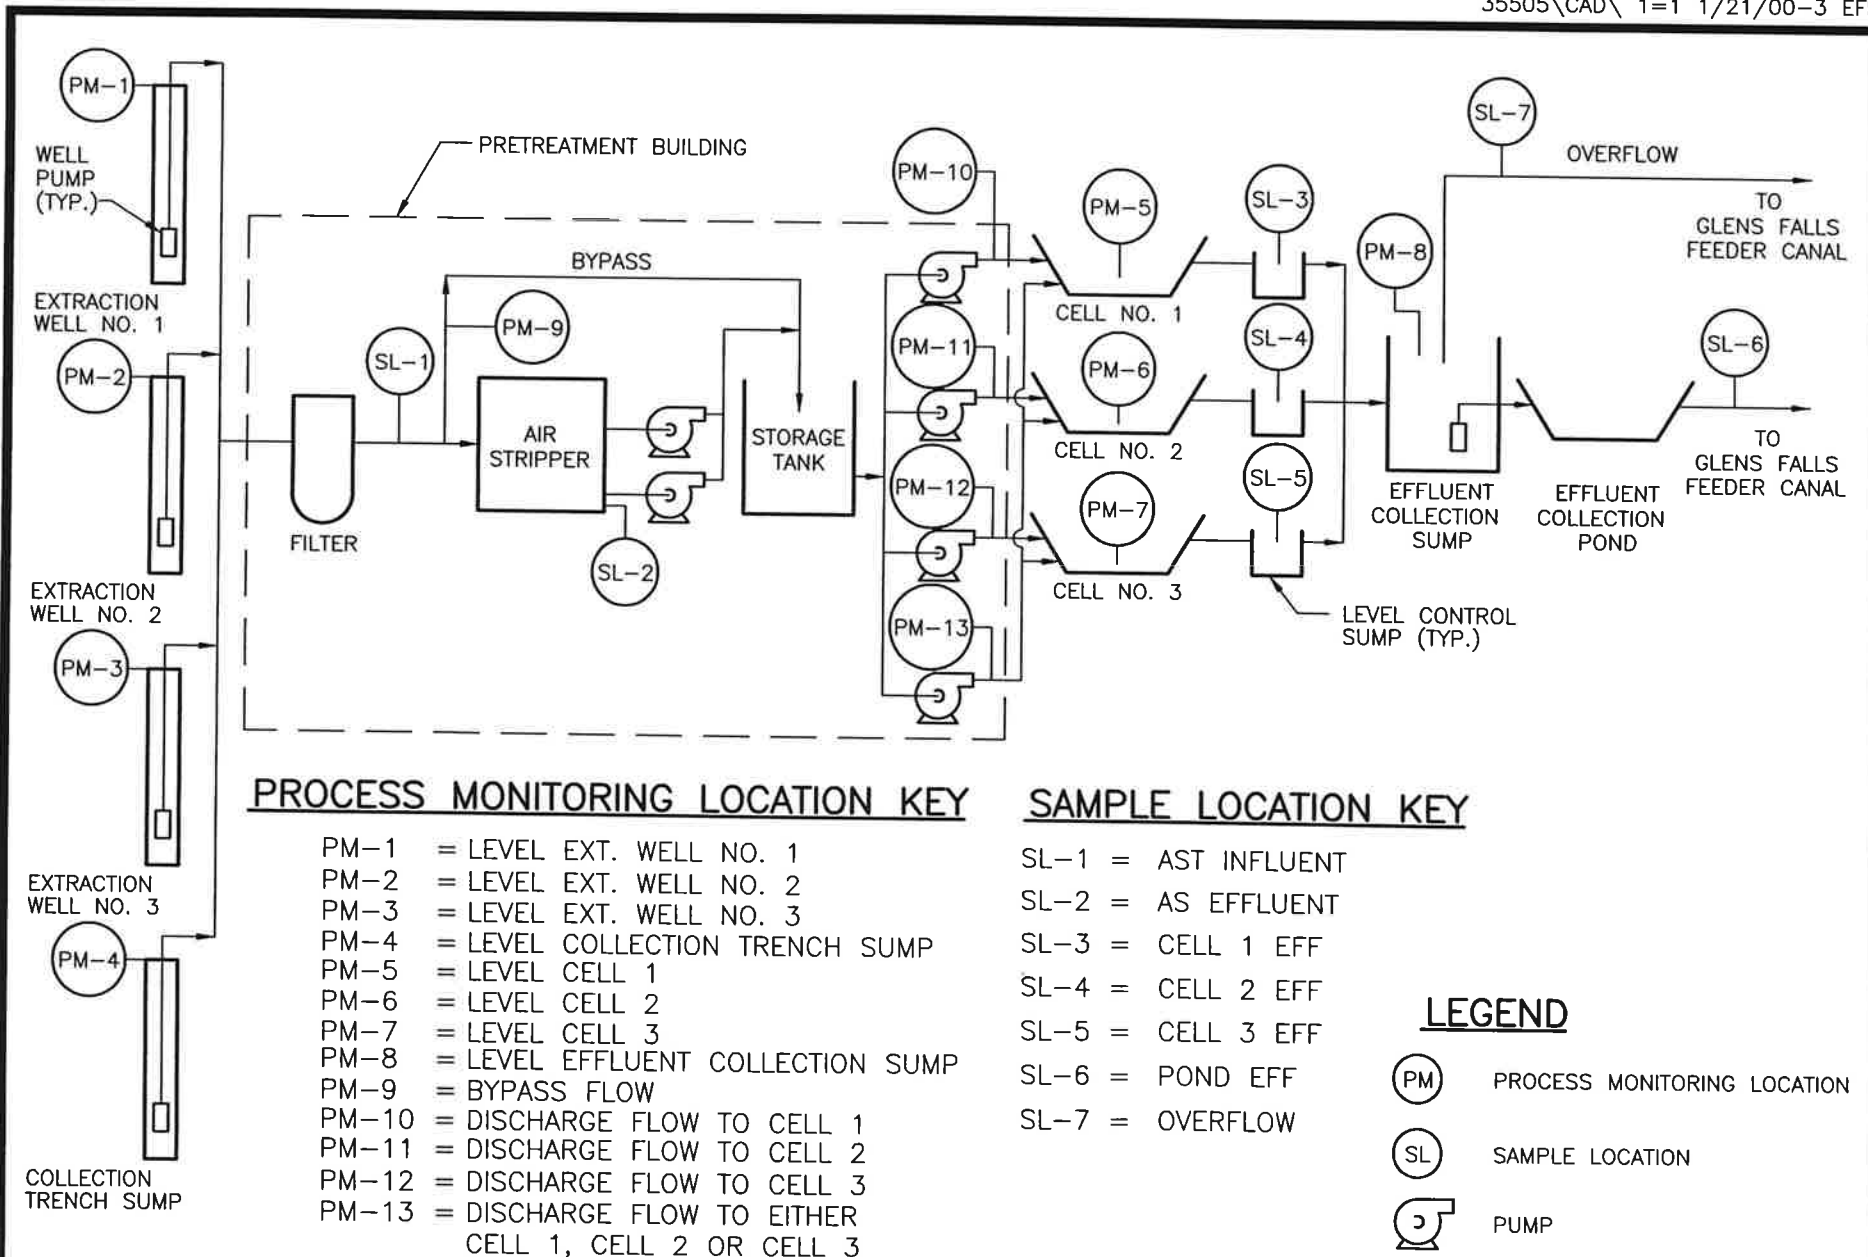 35505\CAD\ 1=1 1/21/00-3 EF
PM-1
WELL
PUMP
(TYP.)
EXTRACTION
WELL NO. 1
PM-2
EXTRACTION
WELL NO. 2
PM-3
EXTRACTION
WELL NO. 3
PM-4
COLLECTION
TRENCH SUMP
PRETREATMENT BUILDING
BYPASS
PM-9
SL-1
FILTER
AIR
STRIPPER
SL-2
STORAGE
TANK
PM-10
PM-11
PM-12
PM-13
PM-5
CELL NO. 1
PM-6
CELL NO. 2
PM-7
CELL NO. 3
SL-3
SL-4
SL-5
LEVEL CONTROL
SUMP (TYP.)
PM-8
EFFLUENT
COLLECTION
SUMP
SL-7
OVERFLOW
TO
GLENS FALLS
FEEDER CANAL
EFFLUENT
COLLECTION
POND
SL-6
TO
GLENS FALLS
FEEDER CANAL
PROCESS MONITORING LOCATION KEY
PM-1 = LEVEL EXT. WELL NO. 1
PM-2 = LEVEL EXT. WELL NO. 2
PM-3 = LEVEL EXT. WELL NO. 3
PM-4 = LEVEL COLLECTION TRENCH SUMP
PM-5 = LEVEL CELL 1
PM-6 = LEVEL CELL 2
PM-7 = LEVEL CELL 3
PM-8 = LEVEL EFFLUENT COLLECTION SUMP
PM-9 = BYPASS FLOW
PM-10 = DISCHARGE FLOW TO CELL 1
PM-11 = DISCHARGE FLOW TO CELL 2
PM-12 = DISCHARGE FLOW TO CELL 3
PM-13 = DISCHARGE FLOW TO EITHER
CELL 1, CELL 2 OR CELL 3
SAMPLE LOCATION KEY
SL-1 = AST INFLUENT
SL-2 = AS EFFLUENT
SL-3 = CELL 1 EFF
SL-4 = CELL 2 EFF
SL-5 = CELL 3 EFF
SL-6 = POND EFF
SL-7 = OVERFLOW
LEGEND
PM PROCESS MONITORING LOCATION
SL SAMPLE LOCATION
PUMP